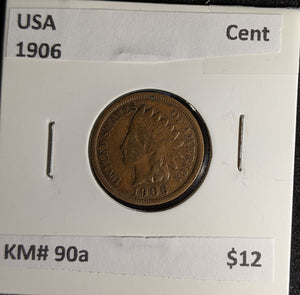 USA Cent
1906
UNITED STATES OF AMERICA
1906
KM# 90a $12